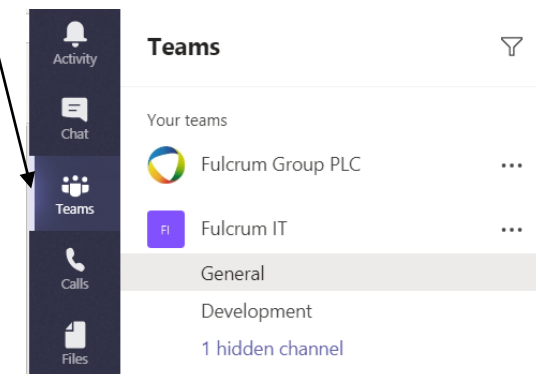 Activity
Chat
Teams
Calls
Files
Teams
Your teams
Fulcrum Group PLC
FI
Fulcrum IT
General
Development
1 hidden channel